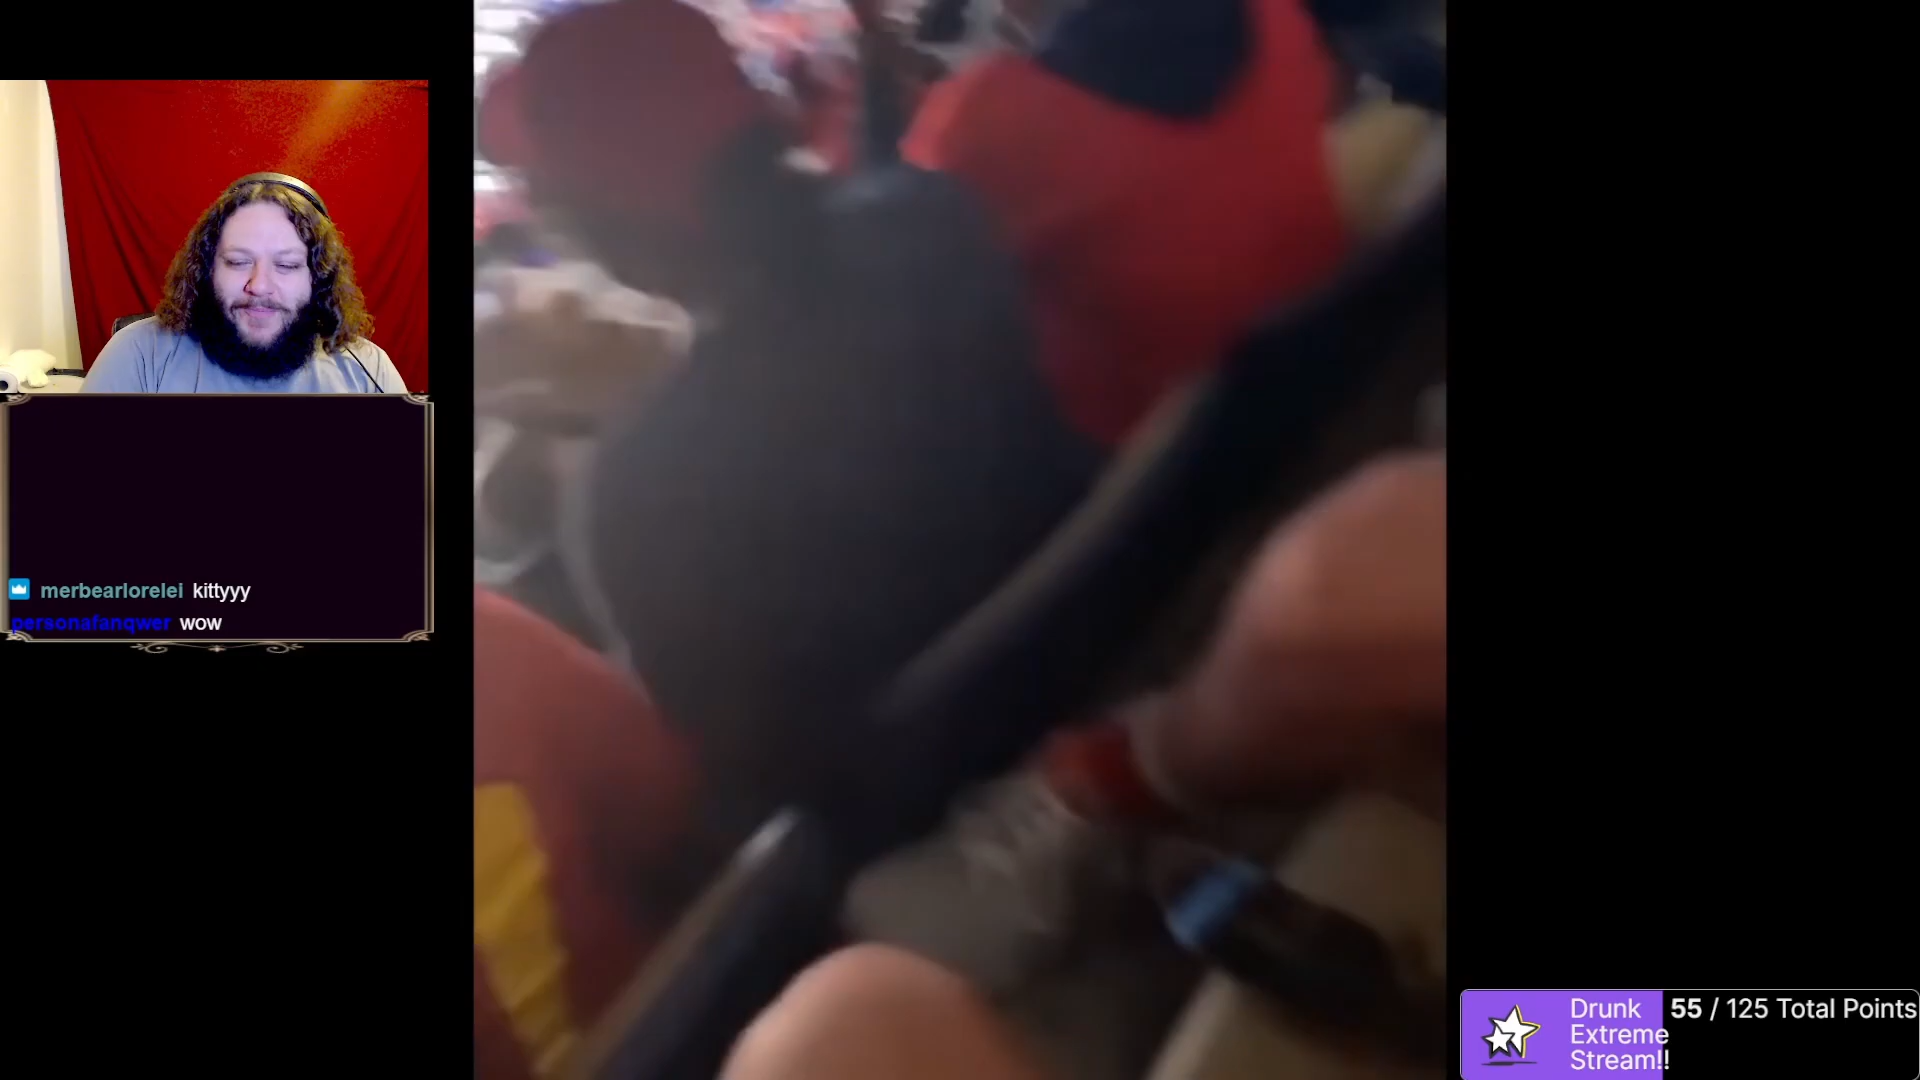 merbearlorelei kittyyy
personafanqwer wow
Drunk 55 / 125 Total Points
Extreme
Stream!!